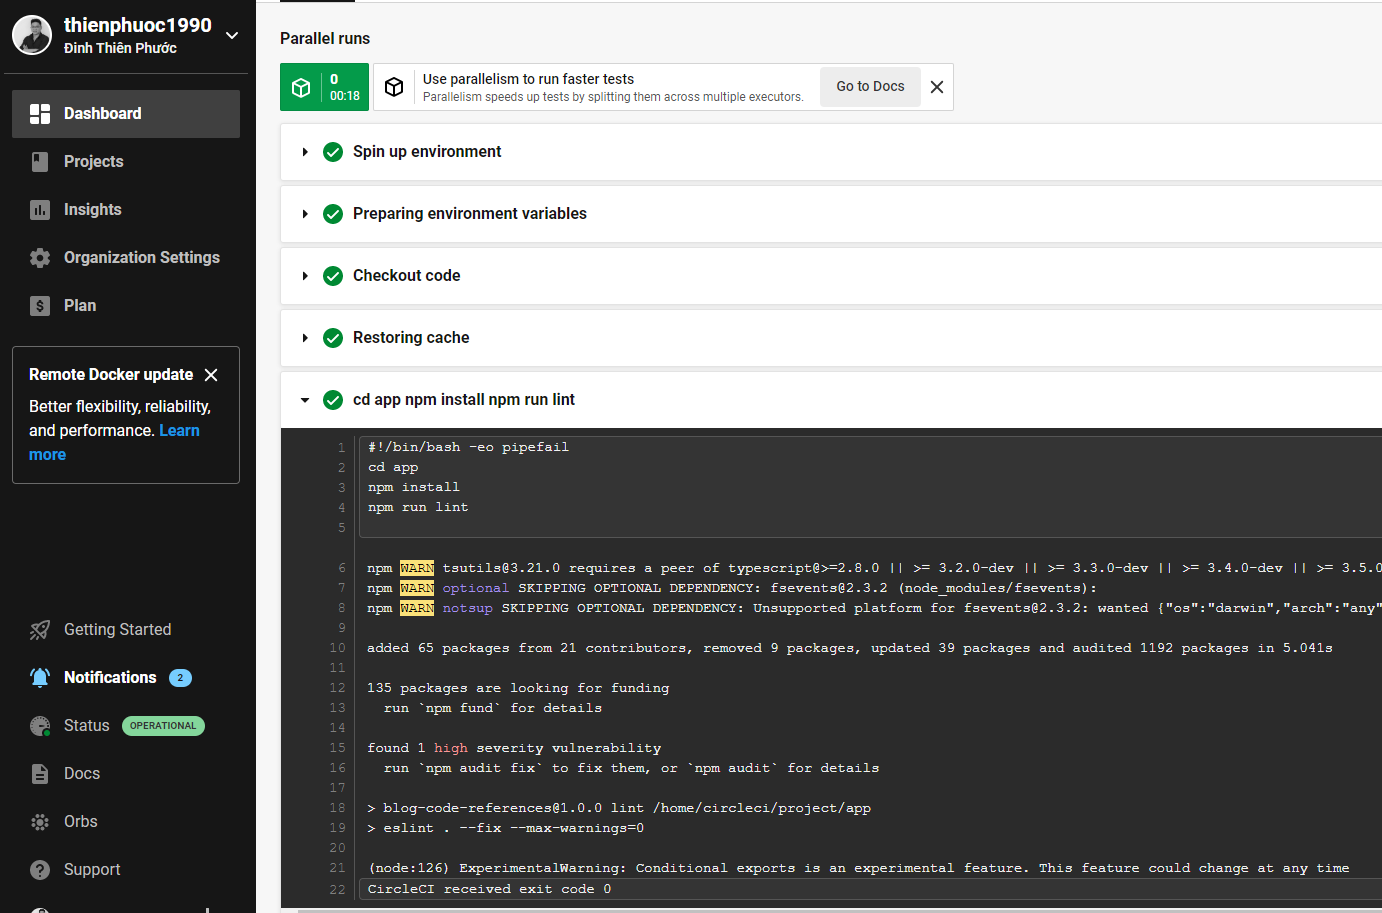 thienphuoc1990
Đinh Thiên Phước
Dashboard
Projects
Insights
Organization Settings
Plan
Remote Docker update
Better flexibility, reliability,
and performance. Learn
more
Getting Started
Notifications 2
Status OPERATIONAL
Docs
Orbs
Support
Parallel runs
0
00:18
Use parallelism to run faster tests
Parallelism speeds up tests by splitting them across multiple executors.
Go to Docs
Spin up environment
Preparing environment variables
Checkout code
Restoring cache
cd app npm install npm run lint
1 #!/bin/bash -eo pipefail
2 cd app
3 npm install
4 npm run lint
5
6 npm WARN tsutils@3.21.0 requires a peer of typescript@>=2.8.0 || >= 3.2.0-dev || >= 3.3.0-dev || >= 3.4.0-dev || >= 3.5.0
7 npm WARN optional SKIPPING OPTIONAL DEPENDENCY: fsevents@2.3.2 (node_modules/fsevents):
8 npm WARN notsup SKIPPING OPTIONAL DEPENDENCY: Unsupported platform for fsevents@2.3.2: wanted {"os":"darwin","arch":"any"
9
10 added 65 packages from 21 contributors, removed 9 packages, updated 39 packages and audited 1192 packages in 5.041s
11
12 135 packages are looking for funding
13 run `npm fund` for details
14
15 found 1 high severity vulnerability
16 run `npm audit fix` to fix them, or `npm audit` for details
17
18 > blog-code-references@1.0.0 lint /home/circleci/project/app
19 > eslint . --fix --max-warnings=0
20
21 (node:126) ExperimentalWarning: Conditional exports is an experimental feature. This feature could change at any time
22 CircleCI received exit code 0